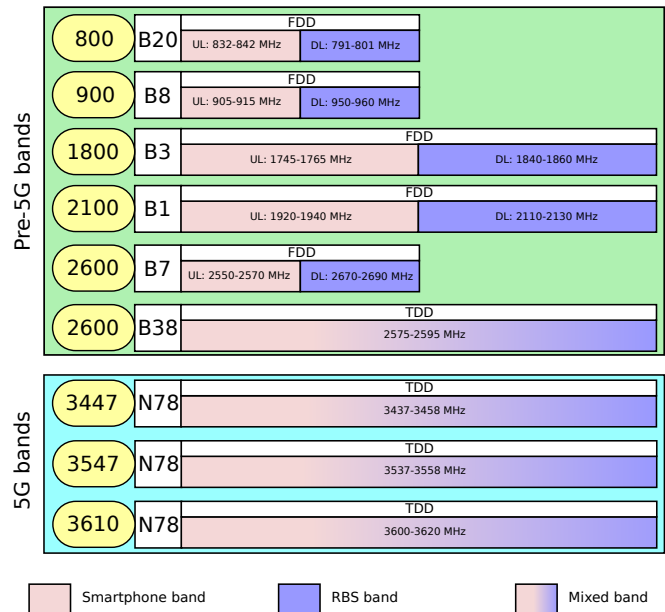 Pre-5G bands
800 B20 FDD
UL: 832-842 MHz DL: 791-801 MHz
900 B8 FDD
UL: 905-915 MHz DL: 950-960 MHz
1800 B3 FDD
UL: 1745-1765 MHz DL: 1840-1860 MHz
2100 B1 FDD
UL: 1920-1940 MHz DL: 2110-2130 MHz
2600 B7 FDD
UL: 2550-2570 MHz DL: 2670-2690 MHz
2600 B38 TDD
2575-2595 MHz
5G bands
3447 N78 TDD
3437-3458 MHz
3547 N78 TDD
3537-3558 MHz
3610 N78 TDD
3600-3620 MHz
Smartphone band RBS band Mixed band